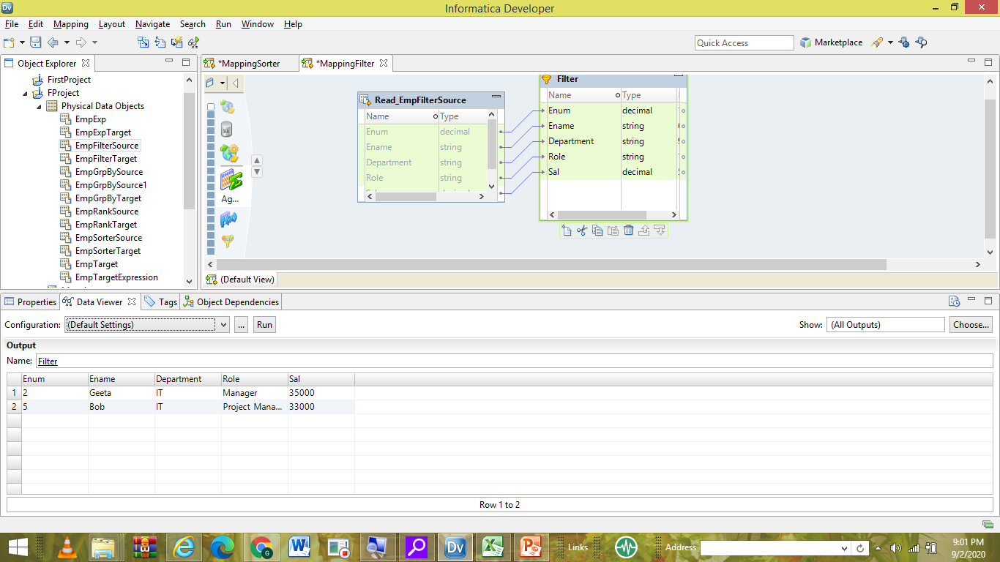 Informatica Developer
File Edit Mapping Layout Navigate Search Run Window Help
Quick Access
Marketplace
Object Explorer
*MappingSorter
*MappingFilter
FirstProject
FProject
Physical Data Objects
EmpExp
EmpExpTarget
EmpFilterSource
EmpFilterTarget
EmpGrpBySource
EmpGrpBySource1
EmpGrpByTarget
EmpRankSource
EmpRankTarget
EmpSorterSource
EmpSorterTarget
EmpTarget
EmpTargetExpression
sql
Ag...
Read_EmpFilterSource
Name Type
Enum decimal
Ename string
Department string
Role string
Filter
Name Type
Enum decimal
Ename string
Department string
Role string
Sal decimal
(Default View)
Properties Data Viewer Tags Object Dependencies
Configuration: (Default Settings) ... Run Show: (All Outputs) Choose...
Output
Name: Filter
Enum Ename Department Role Sal
1 2 Geeta IT Manager 35000
2 5 Bob IT Project Mana... 33000
Row 1 to 2
Links
Address
9:01 PM
9/2/2020